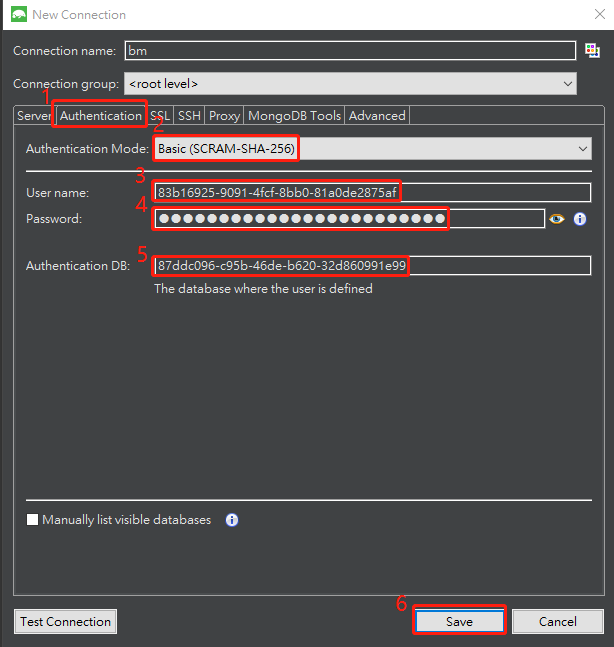 New Connection
Connection name: bm
Connection group: <root level>
1
Server Authentication SSL SSH Proxy MongoDB Tools Advanced
2
Authentication Mode: Basic (SCRAM-SHA-256)
3
User name: 83b16925-9091-4fcf-8bb0-81a0de2875af
4
Password: ●●●●●●●●●●●●●●●●●●●●●●●
5
Authentication DB: 87ddc096-c95b-46de-b620-32d860991e99
The database where the user is defined
Manually list visible databases
6
Test Connection Save Cancel